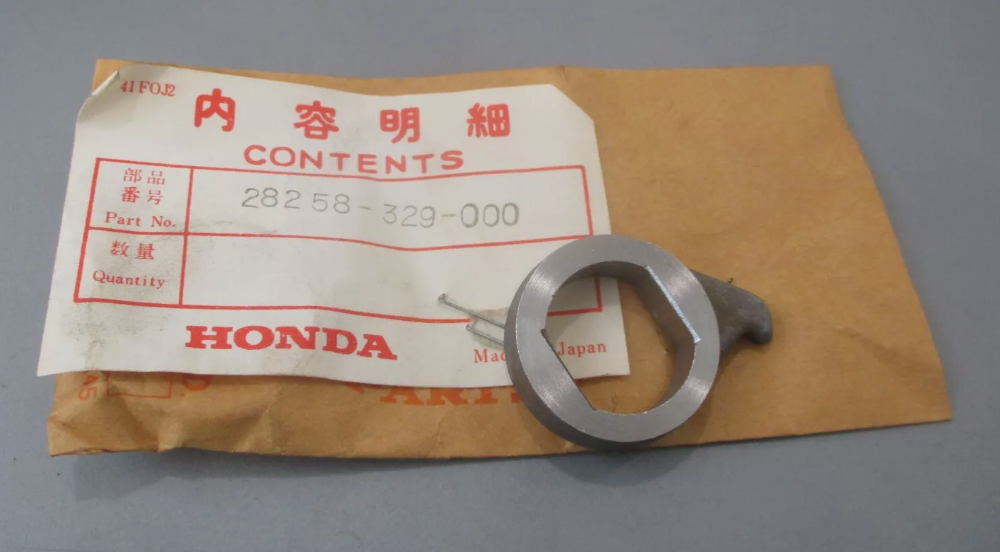 41FOJ2
内容明細
CONTENTS
部品
番号
Part No.
28258-329-000
数量
Quantity
HONDA
Japan